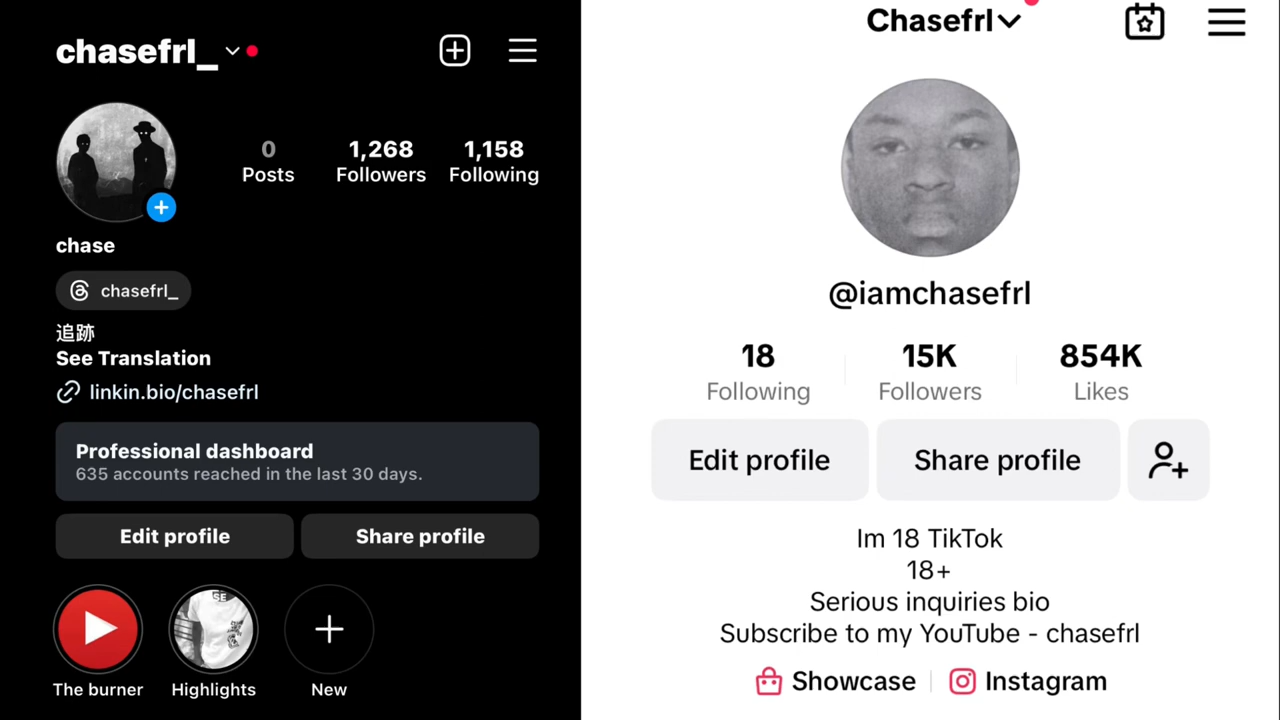 chasefrl_
0 1,268 1,158
Posts Followers Following
chase
chasefrl_
追跡
See Translation
linkin.bio/chasefrl
Professional dashboard
635 accounts reached in the last 30 days.
Edit profile Share profile
The burner Highlights New
Chasefrl
@iamchasefrl
18 15K 854K
Following Followers Likes
Edit profile Share profile
Im 18 TikTok
18+
Serious inquiries bio
Subscribe to my YouTube - chasefrl
Showcase Instagram